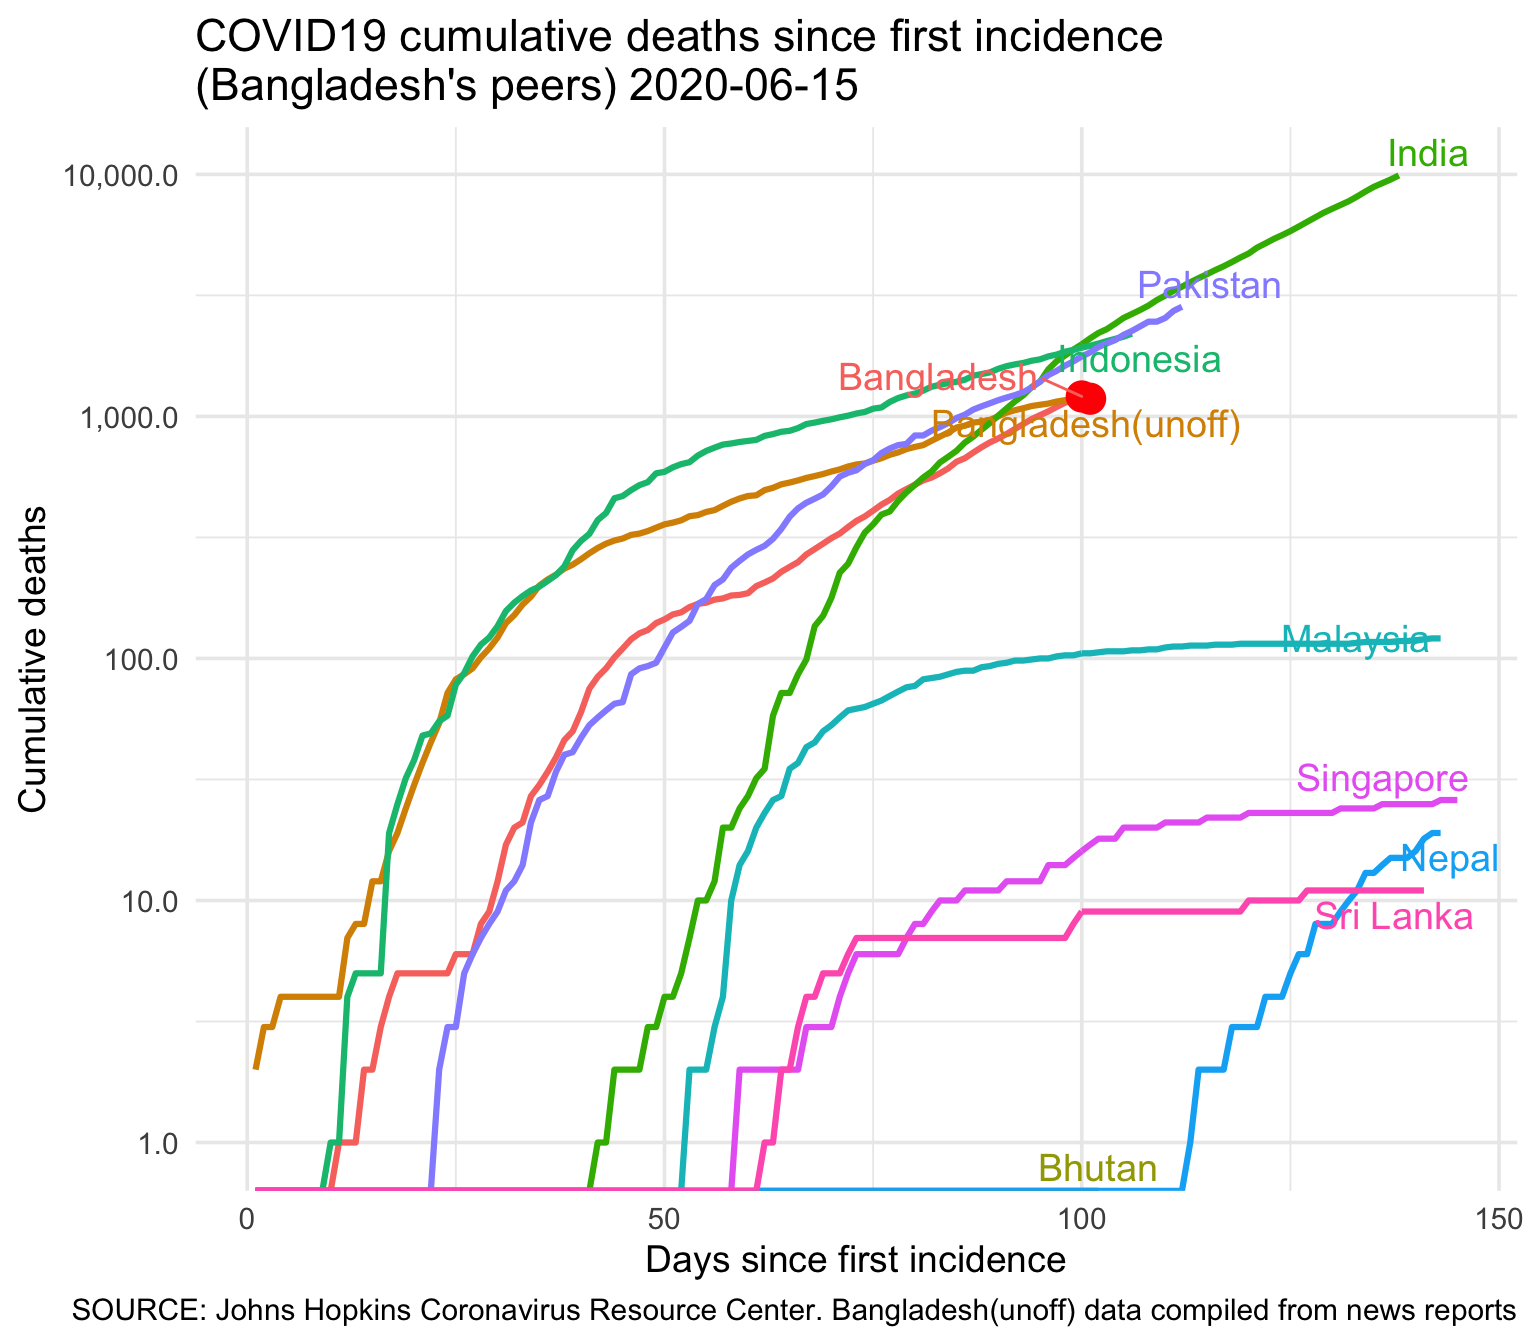 COVID19 cumulative deaths since first incidence
(Bangladesh's peers) 2020-06-15
10,000.0
1,000.0
100.0
10.0
1.0
Cumulative deaths
India
Pakistan
Indonesia
Bangladesh
Bangladesh(unoff)
Malaysia
Singapore
Nepal
Sri Lanka
Bhutan
0 50 100 150
Days since first incidence
SOURCE: Johns Hopkins Coronavirus Resource Center. Bangladesh(unoff) data compiled from news reports